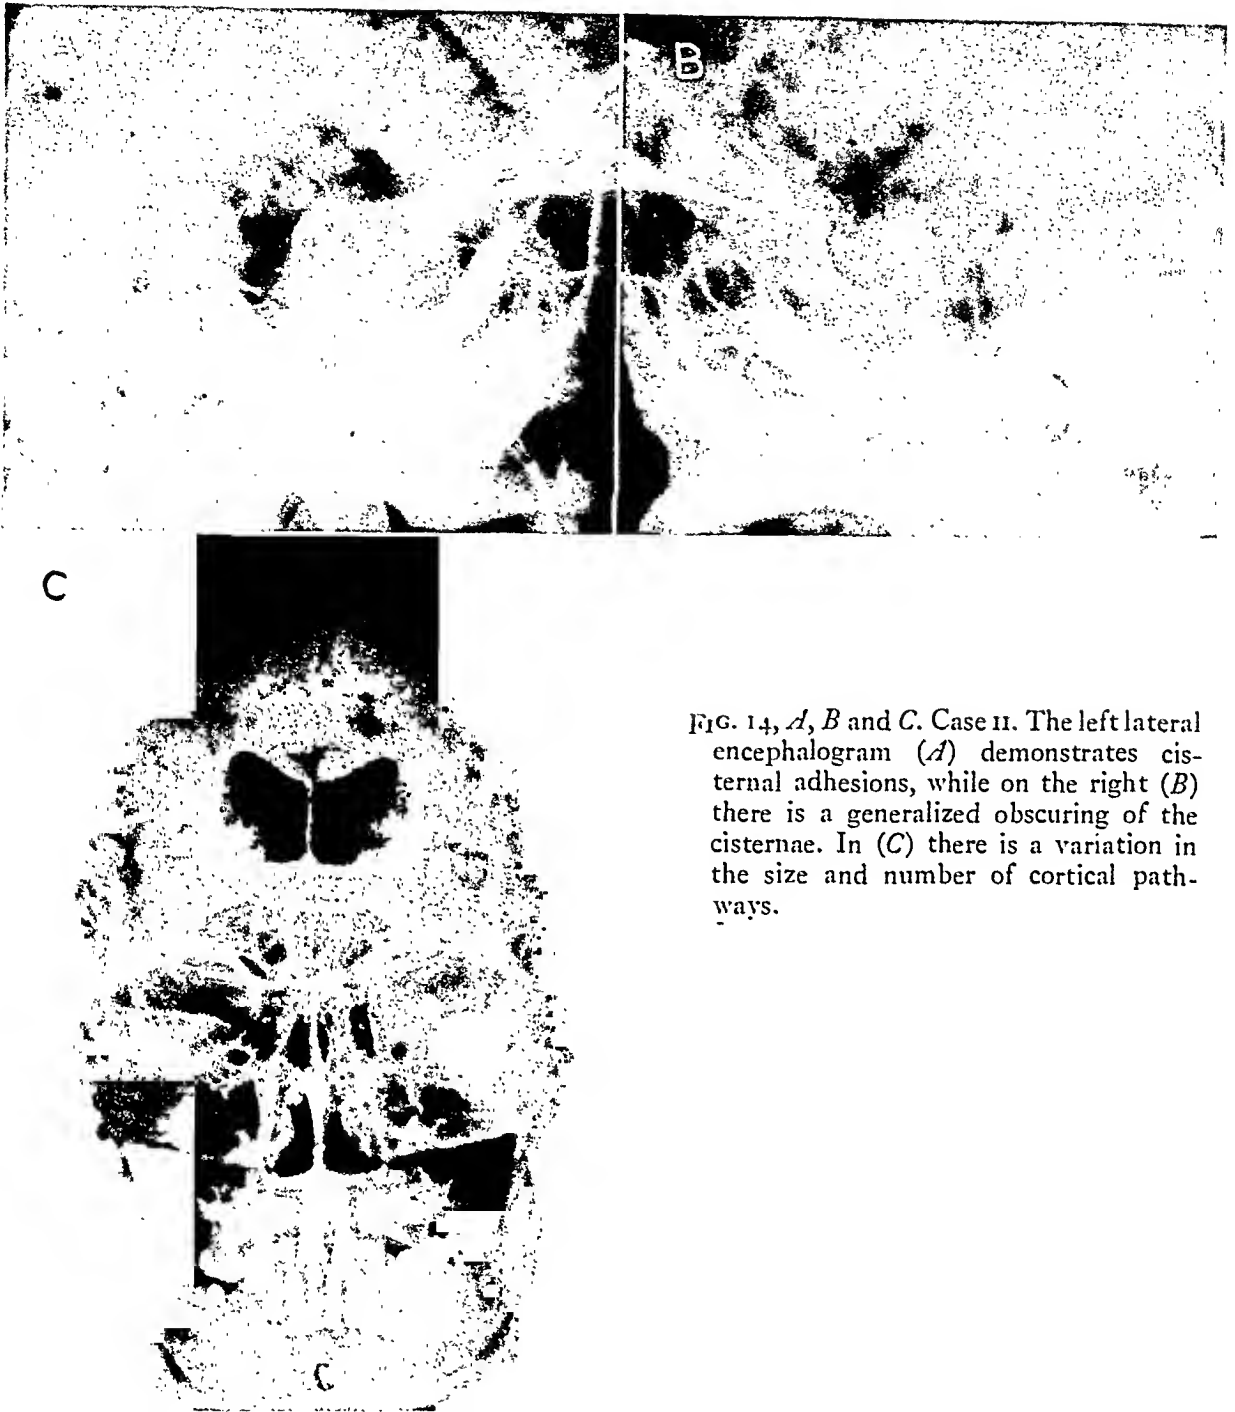 B
C
FIG. 14, A, B and C. Case 11. The left lateral
encephalogram (A) demonstrates cis-
ternal adhesions, while on the right (B)
there is a generalized obscuring of the
cisternae. In (C) there is a variation in
the size and number of cortical path-
ways.
L
C